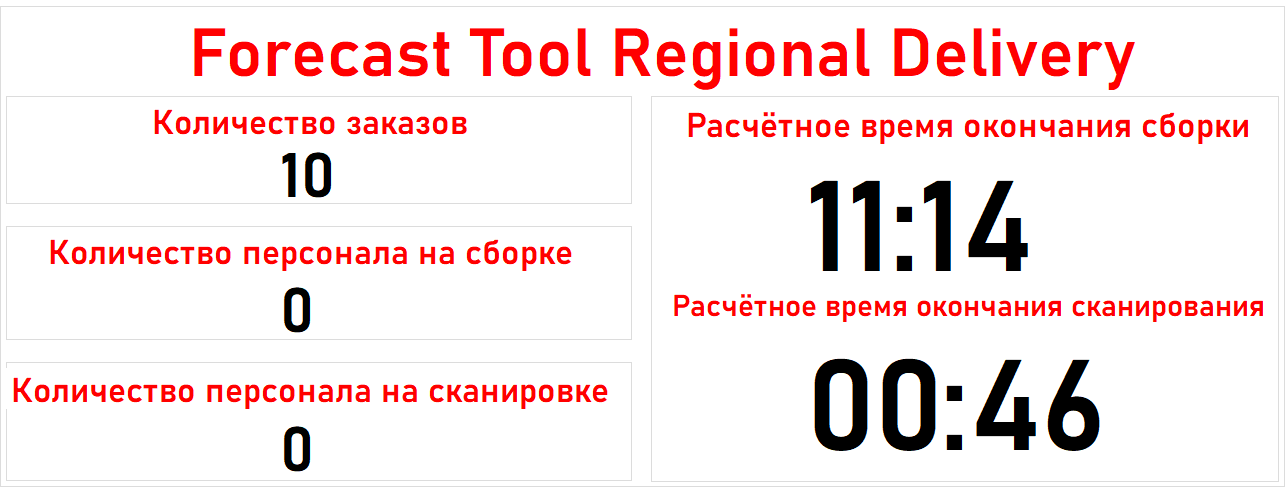 Forecast Tool Regional Delivery
Количество заказов
10
Количество персонала на сборке
0
Количество персонала на сканировке
0
Расчётное время окончания сборки
11:14
Расчётное время окончания сканирования
00:46